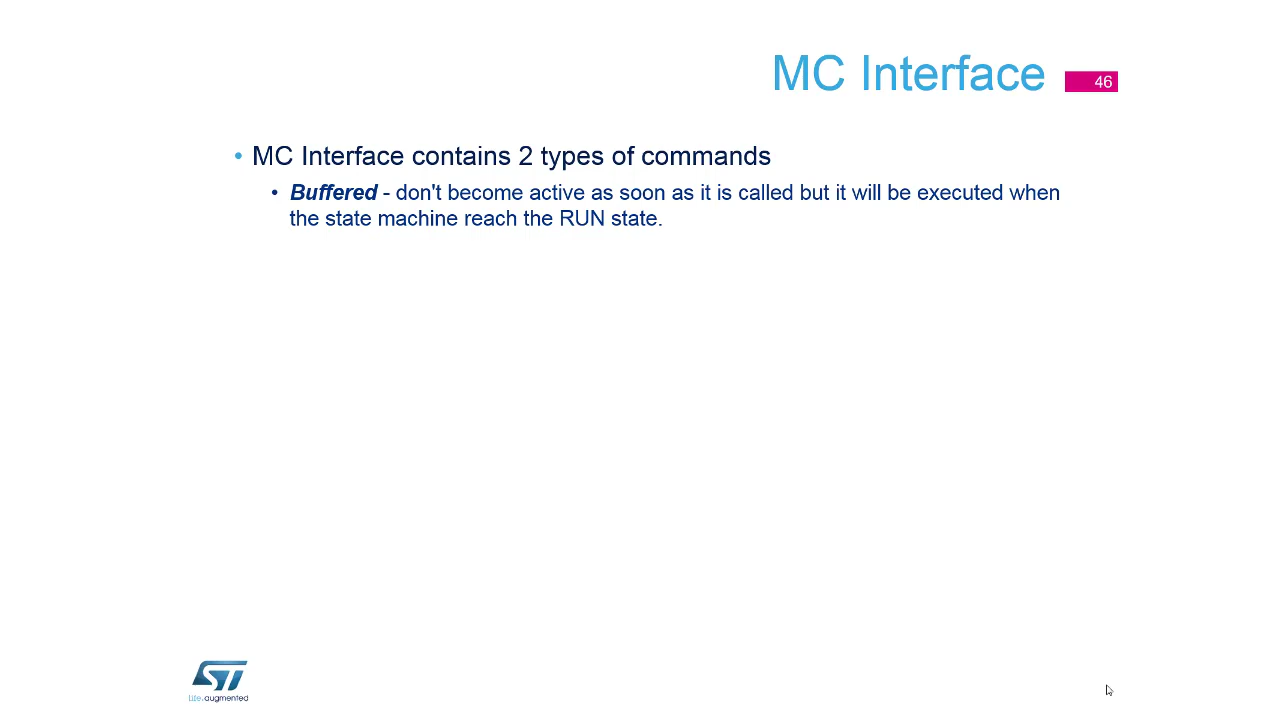 MC Interface
46
• MC Interface contains 2 types of commands
• Buffered - don't become active as soon as it is called but it will be executed when
the state machine reach the RUN state.
ST
life.augmented